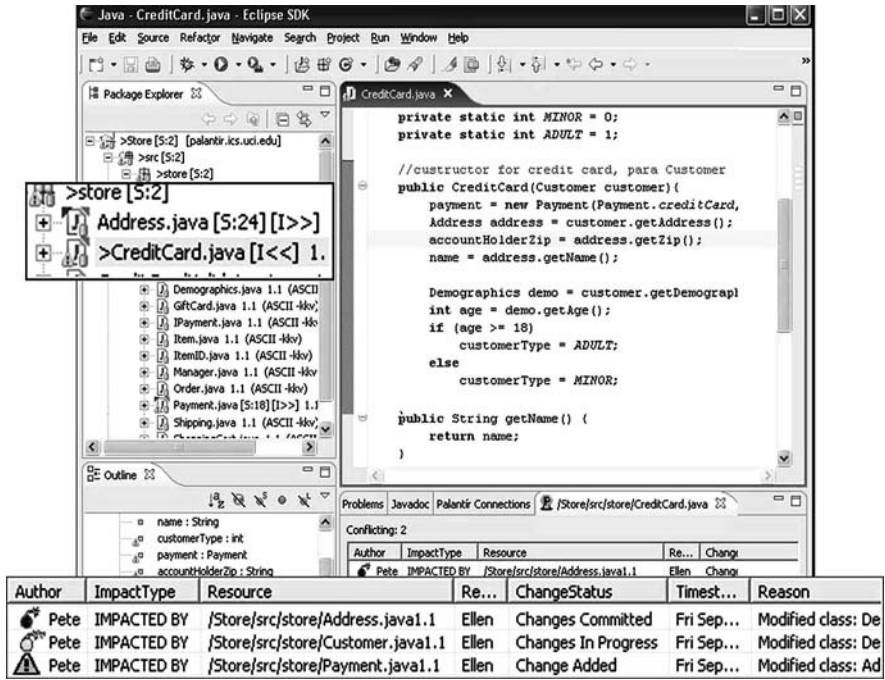 Java - CreditCard.java - Eclipse SDK
File Edit Source Refactor Navigate Search Project Run Window Help
Package Explorer
CreditCard.java
>Store [S:2] [palantir.ics.uci.edu]
>src [S:2]
>store [S:2]
>store [S:2]
Address.java [S:24] [I>>]
>CreditCard.java [I<<] 1.
Demographics.java 1.1 (ASCII
GiftCard.java 1.1 (ASCII -kkv)
IPayment.java 1.1 (ASCII -kk
Item.java 1.1 (ASCII -kkv)
ItemID.java 1.1 (ASCII -kkv)
Manager.java 1.1 (ASCII -kkv
Order.java 1.1 (ASCII -kkv)
Payment.java [S:18] [I>>] 1.1
Shipping.java 1.1 (ASCII -kkv)
private static int MINOR = 0;
private static int ADULT = 1;
//custructor for credit card, para Customer
public CreditCard(Customer customer){
payment = new Payment(Payment.creditCard,
Address address = customer.getAddress();
accountHolderZip = address.getZip();
name = address.getName();
Demographics demo = customer.getDemograph
int age = demo.getAge();
if (age >= 18)
customerType = ADULT;
else
customerType = MINOR;
public String getName() {
return name;
}
Outline
name : String
customerType : int
payment : Payment
accountHolderZip : String
Problems Javadoc Palantír Connections /Store/src/store/CreditCard.java
Conflicting: 2
Author ImpactType Resource Re... Chang
Pete IMPACTED BY /Store/src/store/Address.java1.1 Ellen Chang
Author ImpactType Resource Re... ChangeStatus Timest... Reason
Pete IMPACTED BY /Store/src/store/Address.java1.1 Ellen Changes Committed Fri Sep... Modified class: De
Pete IMPACTED BY /Store/src/store/Customer.java1.1 Ellen Changes In Progress Fri Sep... Modified class: De
Pete IMPACTED BY /Store/src/store/Payment.java1.1 Ellen Change Added Fri Sep... Modified class: Ad